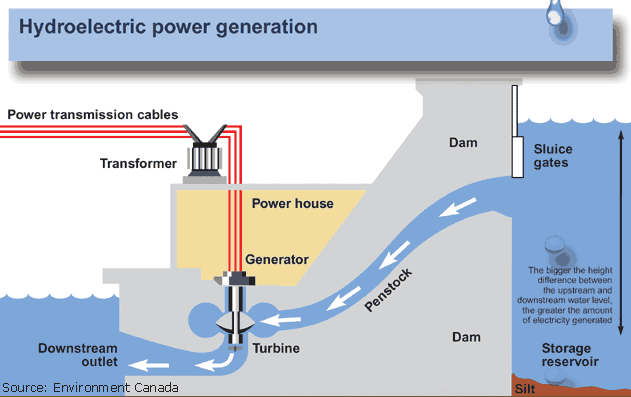 Hydroelectric power generation
Power transmission cables
Transformer
Dam
Sluice
gates
Power house
Generator
Penstock
The bigger the height
difference between
the upstream and
downstream water level,
the greater the amount
of electricity generated
Downstream
outlet
Turbine
Dam
Storage
reservoir
Source: Environment Canada
Silt